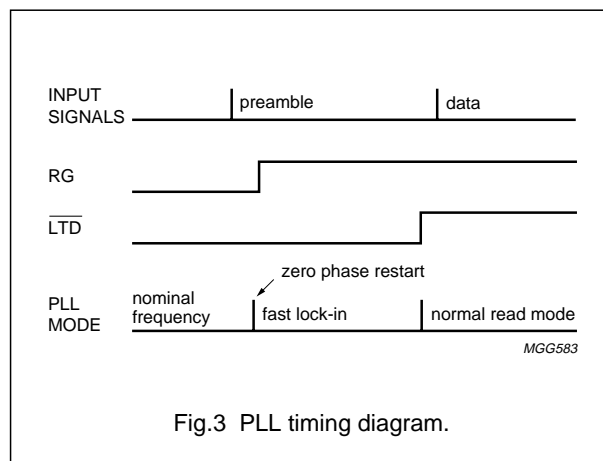 INPUT
SIGNALS
preamble
data
RG
LTD
zero phase restart
PLL
MODE
nominal
frequency
fast lock-in
normal read mode
MGG583
Fig.3 PLL timing diagram.